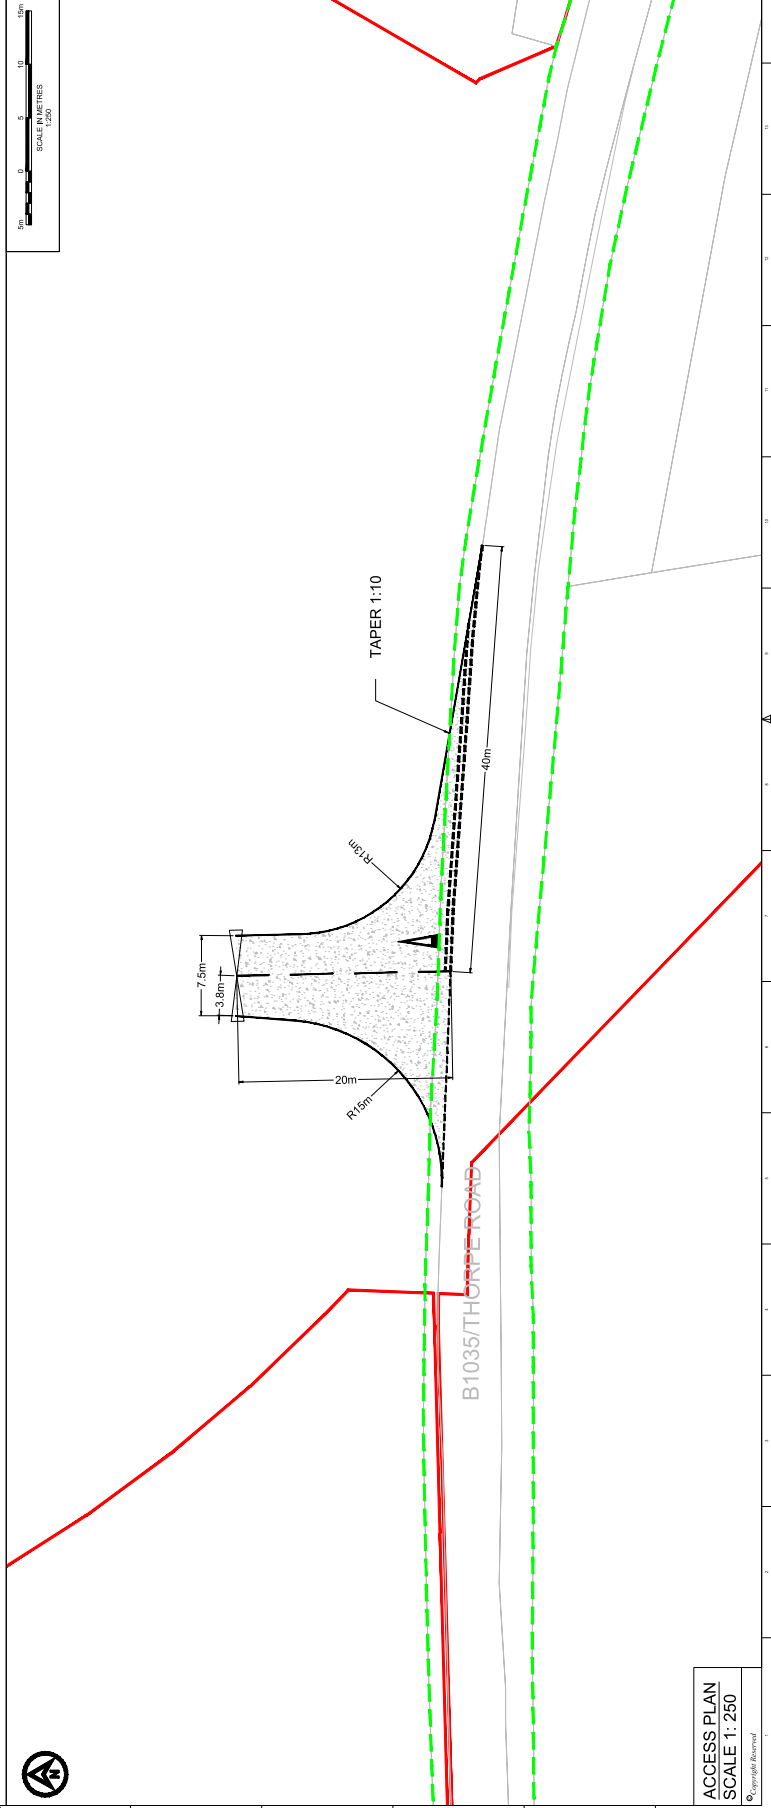 15m
10
5
0
5m
SCALE IN METRES
1:250
TAPER 1:10
40m
R13m
7.5m
3.8m
20m
R15m
B1035/THORPE ROAD
N
ACCESS PLAN
SCALE 1: 250
© Copyright Reserved